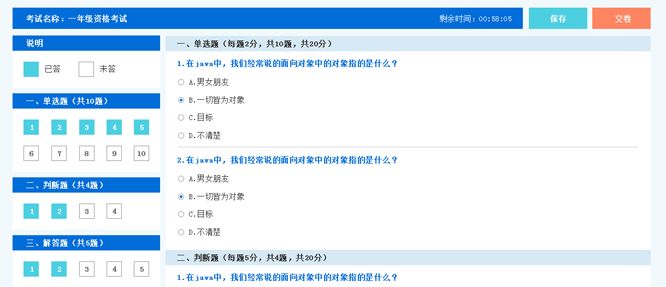 考试名称：一年级资格考试
剩余时间：00:58:05
保存
交卷
说明
已答
未答
一、单选题（共10题）
1 2 3 4 5
6 7 8 9 10
二、判断题（共4题）
1 2 3 4
三、解答题（共5题）
1 2 3 4 5
一、单选题（每题2分，共10题，共20分）
1.在java中，我们经常说的面向对象中的对象指的是什么？
A.男女朋友
B.一切皆为对象
C.目标
D.不清楚
2.在java中，我们经常说的面向对象中的对象指的是什么？
A.男女朋友
B.一切皆为对象
C.目标
D.不清楚
二、判断题（每题5分，共4题，共20分）
1.在java中，我们经常说的面向对象中的对象指的是什么？